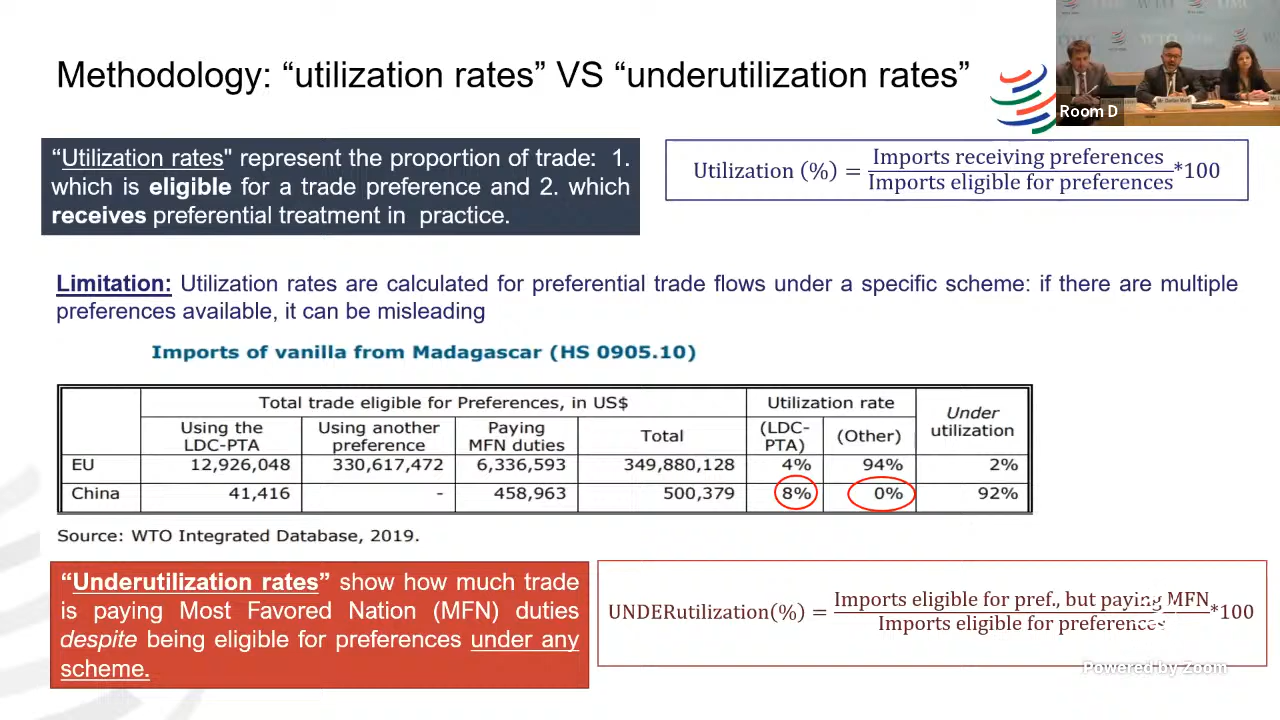 Methodology: “utilization rates” VS “underutilization rates”
WTO
Room D
“Utilization rates" represent the proportion of trade: 1.
which is eligible for a trade preference and 2. which
receives preferential treatment in practice.
Utilization (%) = Imports receiving preferences / Imports eligible for preferences *100
Limitation: Utilization rates are calculated for preferential trade flows under a specific scheme: if there are multiple
preferences available, it can be misleading
Imports of vanilla from Madagascar (HS 0905.10)
Total trade eligible for Preferences, in US$ Utilization rate Under utilization
Using the LDC-PTA Using another preference Paying MFN duties Total (LDC-PTA) (Other)
EU 12,926,048 330,617,472 6,336,593 349,880,128 4% 94% 2%
China 41,416 - 458,963 500,379 8% 0% 92%
Source: WTO Integrated Database, 2019.
“Underutilization rates” show how much trade
is paying Most Favored Nation (MFN) duties
despite being eligible for preferences under any
scheme.
UNDERutilization(%) = Imports eligible for pref., but paying MFN / Imports eligible for preferences *100
Powered by Zoom